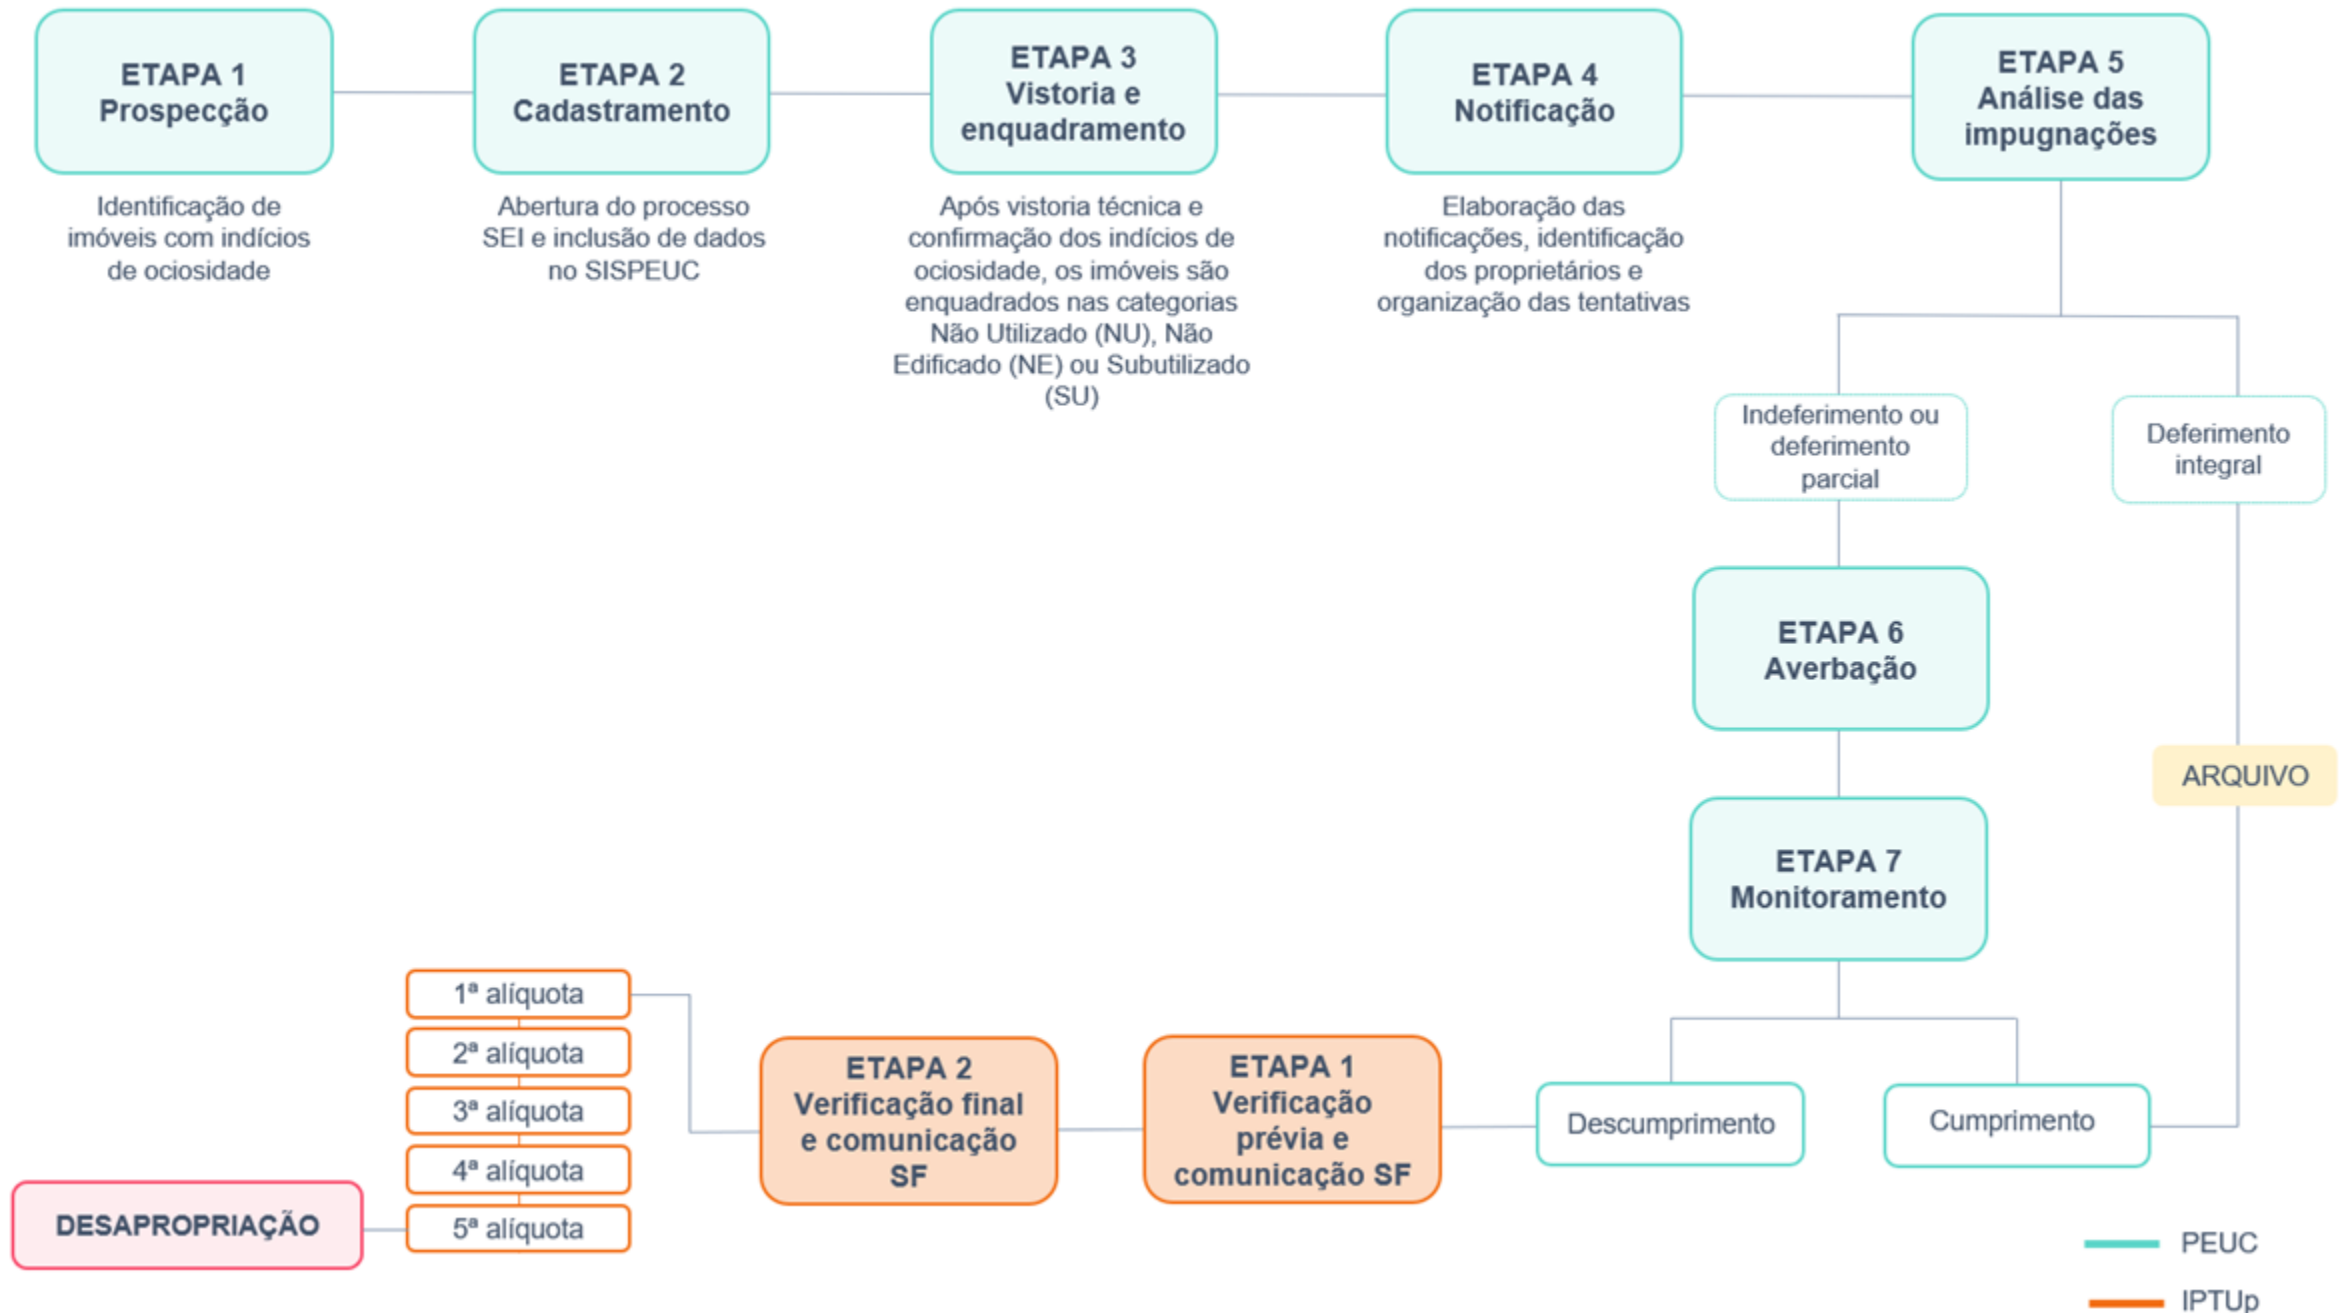 ETAPA 1
Prospecção
Identificação de
imóveis com indícios
de ociosidade
ETAPA 2
Cadastramento
Abertura do processo
SEI e inclusão de dados
no SISPEUC
ETAPA 3
Vistoria e
enquadramento
Após vistoria técnica e
confirmação dos indícios de
ociosidade, os imóveis são
enquadrados nas categorias
Não Utilizado (NU), Não
Edificado (NE) ou Subutilizado
(SU)
ETAPA 4
Notificação
Elaboração das
notificações, identificação
dos proprietários e
organização das tentativas
ETAPA 5
Análise das
impugnações
Indeferimento ou
deferimento
parcial
Deferimento
integral
ETAPA 6
Averbação
ARQUIVO
ETAPA 7
Monitoramento
Descumprimento
Cumprimento
ETAPA 1
Verificação
prévia e
comunicação SF
ETAPA 2
Verificação final
e comunicação
SF
1ª alíquota
2ª alíquota
3ª alíquota
4ª alíquota
5ª alíquota
DESAPROPRIAÇÃO
PEUC
IPTUp